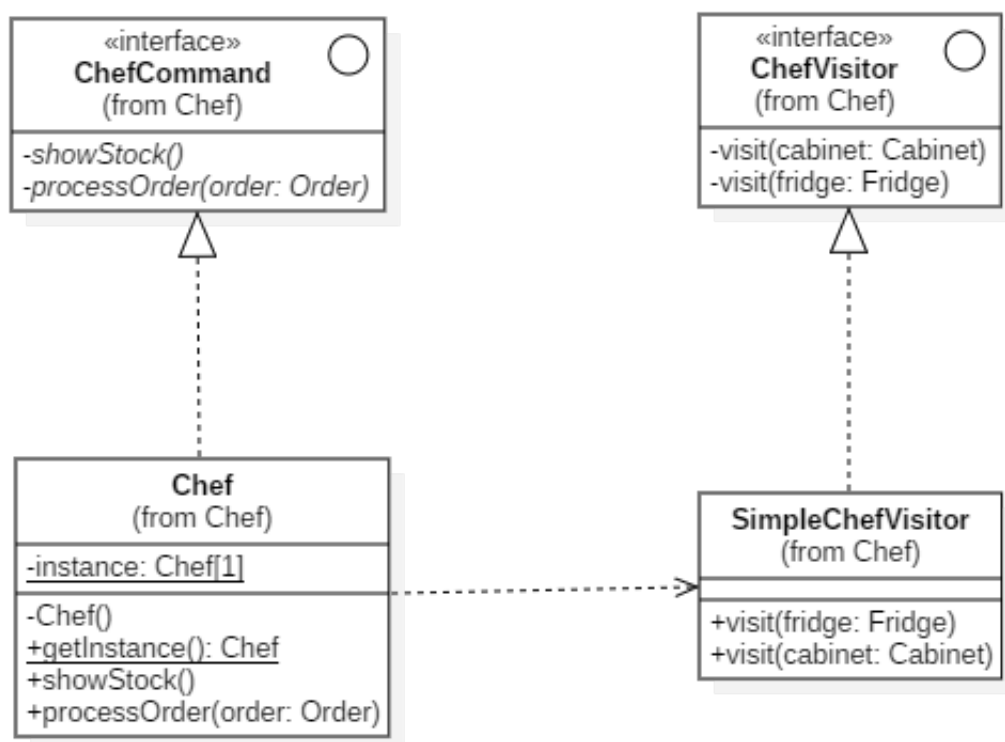 «interface»
ChefCommand
(from Chef)
-showStock()
-processOrder(order: Order)
«interface»
ChefVisitor
(from Chef)
-visit(cabinet: Cabinet)
-visit(fridge: Fridge)
Chef
(from Chef)
-instance: Chef[1]
-Chef()
+getInstance(): Chef
+showStock()
+processOrder(order: Order)
SimpleChefVisitor
(from Chef)
+visit(fridge: Fridge)
+visit(cabinet: Cabinet)